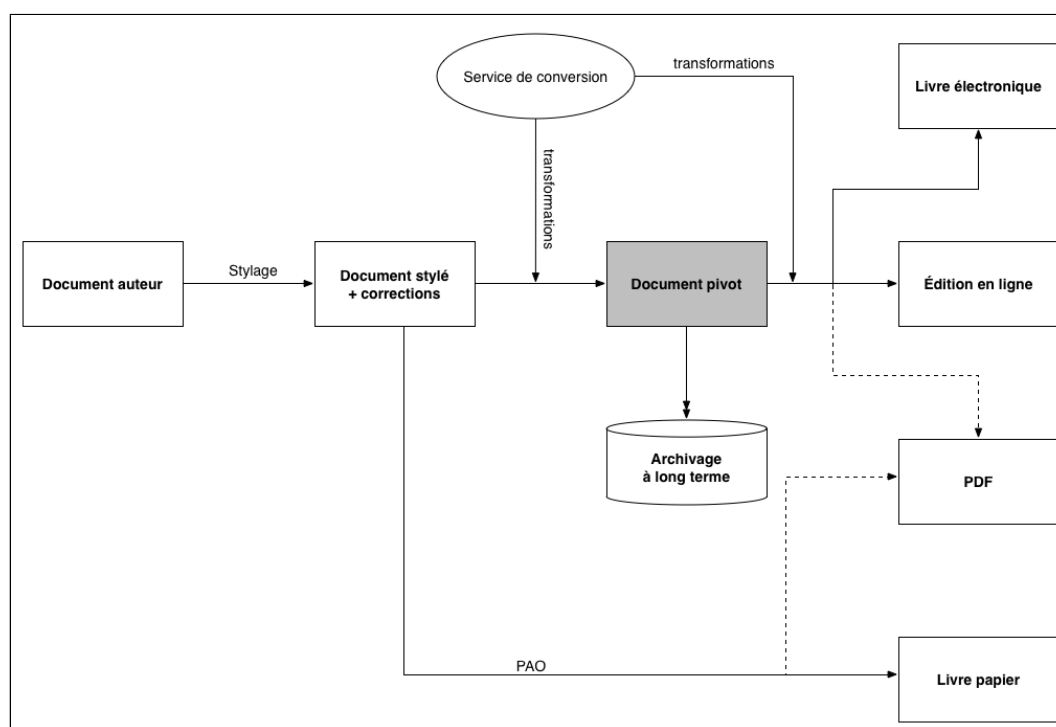 Service de conversion
transformations
Livre électronique
transformations
Document auteur
Stylage
Document stylé
+ corrections
Document pivot
Édition en ligne
Archivage
à long terme
PDF
PAO
Livre papier